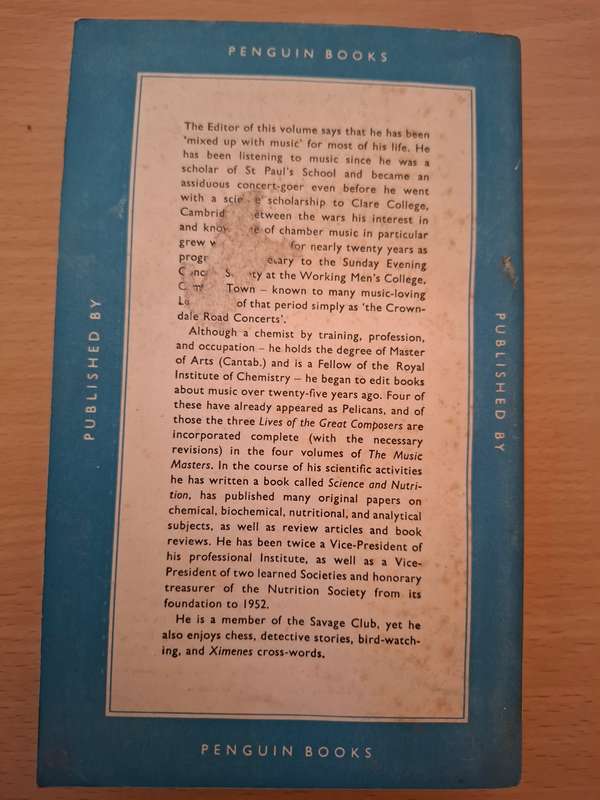 PENGUIN BOOKS
PUBLISHED BY
The Editor of this volume says that he has been
'mixed up with music' for most of his life. He
has been listening to music since he was a
scholar of St Paul's School and became an
assiduous concert-goer even before he went
with a scholarship to Clare College,
between the wars his interest in
and of chamber music in particular
grew for nearly twenty years as
to the Sunday Evening
at the Working Men's College,
Town – known to many music-loving
of that period simply as 'the Crown-
dale Road Concerts'.
Although a chemist by training, profession,
and occupation – he holds the degree of Master
of Arts (Cantab.) and is a Fellow of the Royal
Institute of Chemistry – he began to edit books
about music over twenty-five years ago. Four of
these have already appeared as Pelicans, and of
those the three Lives of the Great Composers are
incorporated complete (with the necessary
revisions) in the four volumes of The Music
Masters. In the course of his scientific activities
he has written a book called Science and Nutri-
tion, has published many original papers on
chemical, biochemical, nutritional, and analytical
subjects, as well as review articles and book
reviews. He has been twice a Vice-President of
his professional Institute, as well as a Vice-
President of two learned Societies and honorary
treasurer of the Nutrition Society from its
foundation to 1952.
He is a member of the Savage Club, yet he
also enjoys chess, detective stories, bird-watch-
ing, and Ximenes cross-words.
PUBLISHED BY
PENGUIN BOOKS